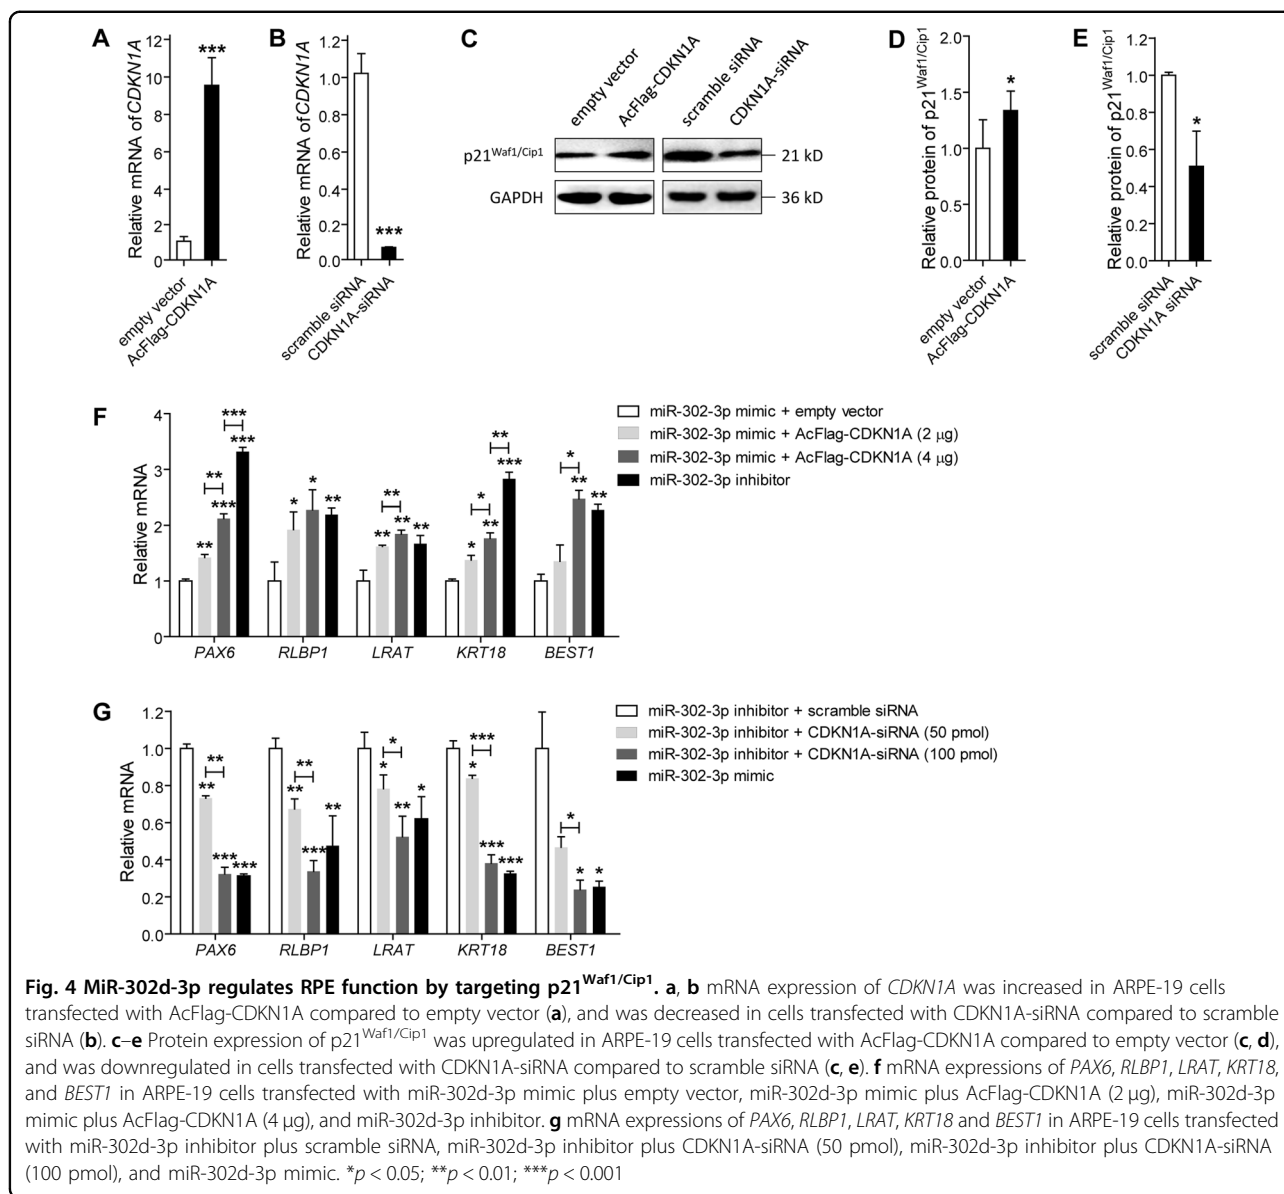 A
Relative mRNA of CDKN1A
12
10
8
6
4
2
0
***
empty vector
AcFlag-CDKN1A
B
Relative mRNA of CDKN1A
1.2
1.0
0.8
0.6
0.4
0.2
0.0
***
scramble siRNA
CDKN1A-siRNA
C
empty vector
AcFlag-CDKN1A
scramble siRNA
CDKN1A-siRNA
p21Waf1/Cip1
21 kD
GAPDH
36 kD
D
Relative protein of p21Waf1/Cip1
2.0
1.5
1.0
0.5
0.0
*
empty vector
AcFlag-CDKN1A
E
Relative protein of p21Waf1/Cip1
1.2
1.0
0.8
0.6
0.4
0.2
0.0
*
scramble siRNA
CDKN1A siRNA
F
Relative mRNA
4
3
2
1
0
** ** *** *** ***
* * **
** ** ** **
* * ** ** ***
* ** **
PAX6 RLBP1 LRAT KRT18 BEST1
miR-302-3p mimic + empty vector
miR-302-3p mimic + AcFlag-CDKN1A (2 μg)
miR-302-3p mimic + AcFlag-CDKN1A (4 μg)
miR-302-3p inhibitor
G
Relative mRNA
1.2
1.0
0.8
0.6
0.4
0.2
0.0
** ** *** ***
** ** *** **
* * ** *
* *** *** ***
* * *
PAX6 RLBP1 LRAT KRT18 BEST1
miR-302-3p inhibitor + scramble siRNA
miR-302-3p inhibitor + CDKN1A-siRNA (50 pmol)
miR-302-3p inhibitor + CDKN1A-siRNA (100 pmol)
miR-302-3p mimic
Fig. 4 MiR-302d-3p regulates RPE function by targeting p21Waf1/Cip1. a, b mRNA expression of CDKN1A was increased in ARPE-19 cells
transfected with AcFlag-CDKN1A compared to empty vector (a), and was decreased in cells transfected with CDKN1A-siRNA compared to scramble
siRNA (b). c–e Protein expression of p21Waf1/Cip1 was upregulated in ARPE-19 cells transfected with AcFlag-CDKN1A compared to empty vector (c, d),
and was downregulated in cells transfected with CDKN1A-siRNA compared to scramble siRNA (c, e). f mRNA expressions of PAX6, RLBP1, LRAT, KRT18,
and BEST1 in ARPE-19 cells transfected with miR-302d-3p mimic plus empty vector, miR-302d-3p mimic plus AcFlag-CDKN1A (2 μg), miR-302d-3p
mimic plus AcFlag-CDKN1A (4 μg), and miR-302d-3p inhibitor. g mRNA expressions of PAX6, RLBP1, LRAT, KRT18 and BEST1 in ARPE-19 cells transfected
with miR-302d-3p inhibitor plus scramble siRNA, miR-302d-3p inhibitor plus CDKN1A-siRNA (50 pmol), miR-302d-3p inhibitor plus CDKN1A-siRNA
(100 pmol), and miR-302d-3p mimic. *p < 0.05; **p < 0.01; ***p < 0.001